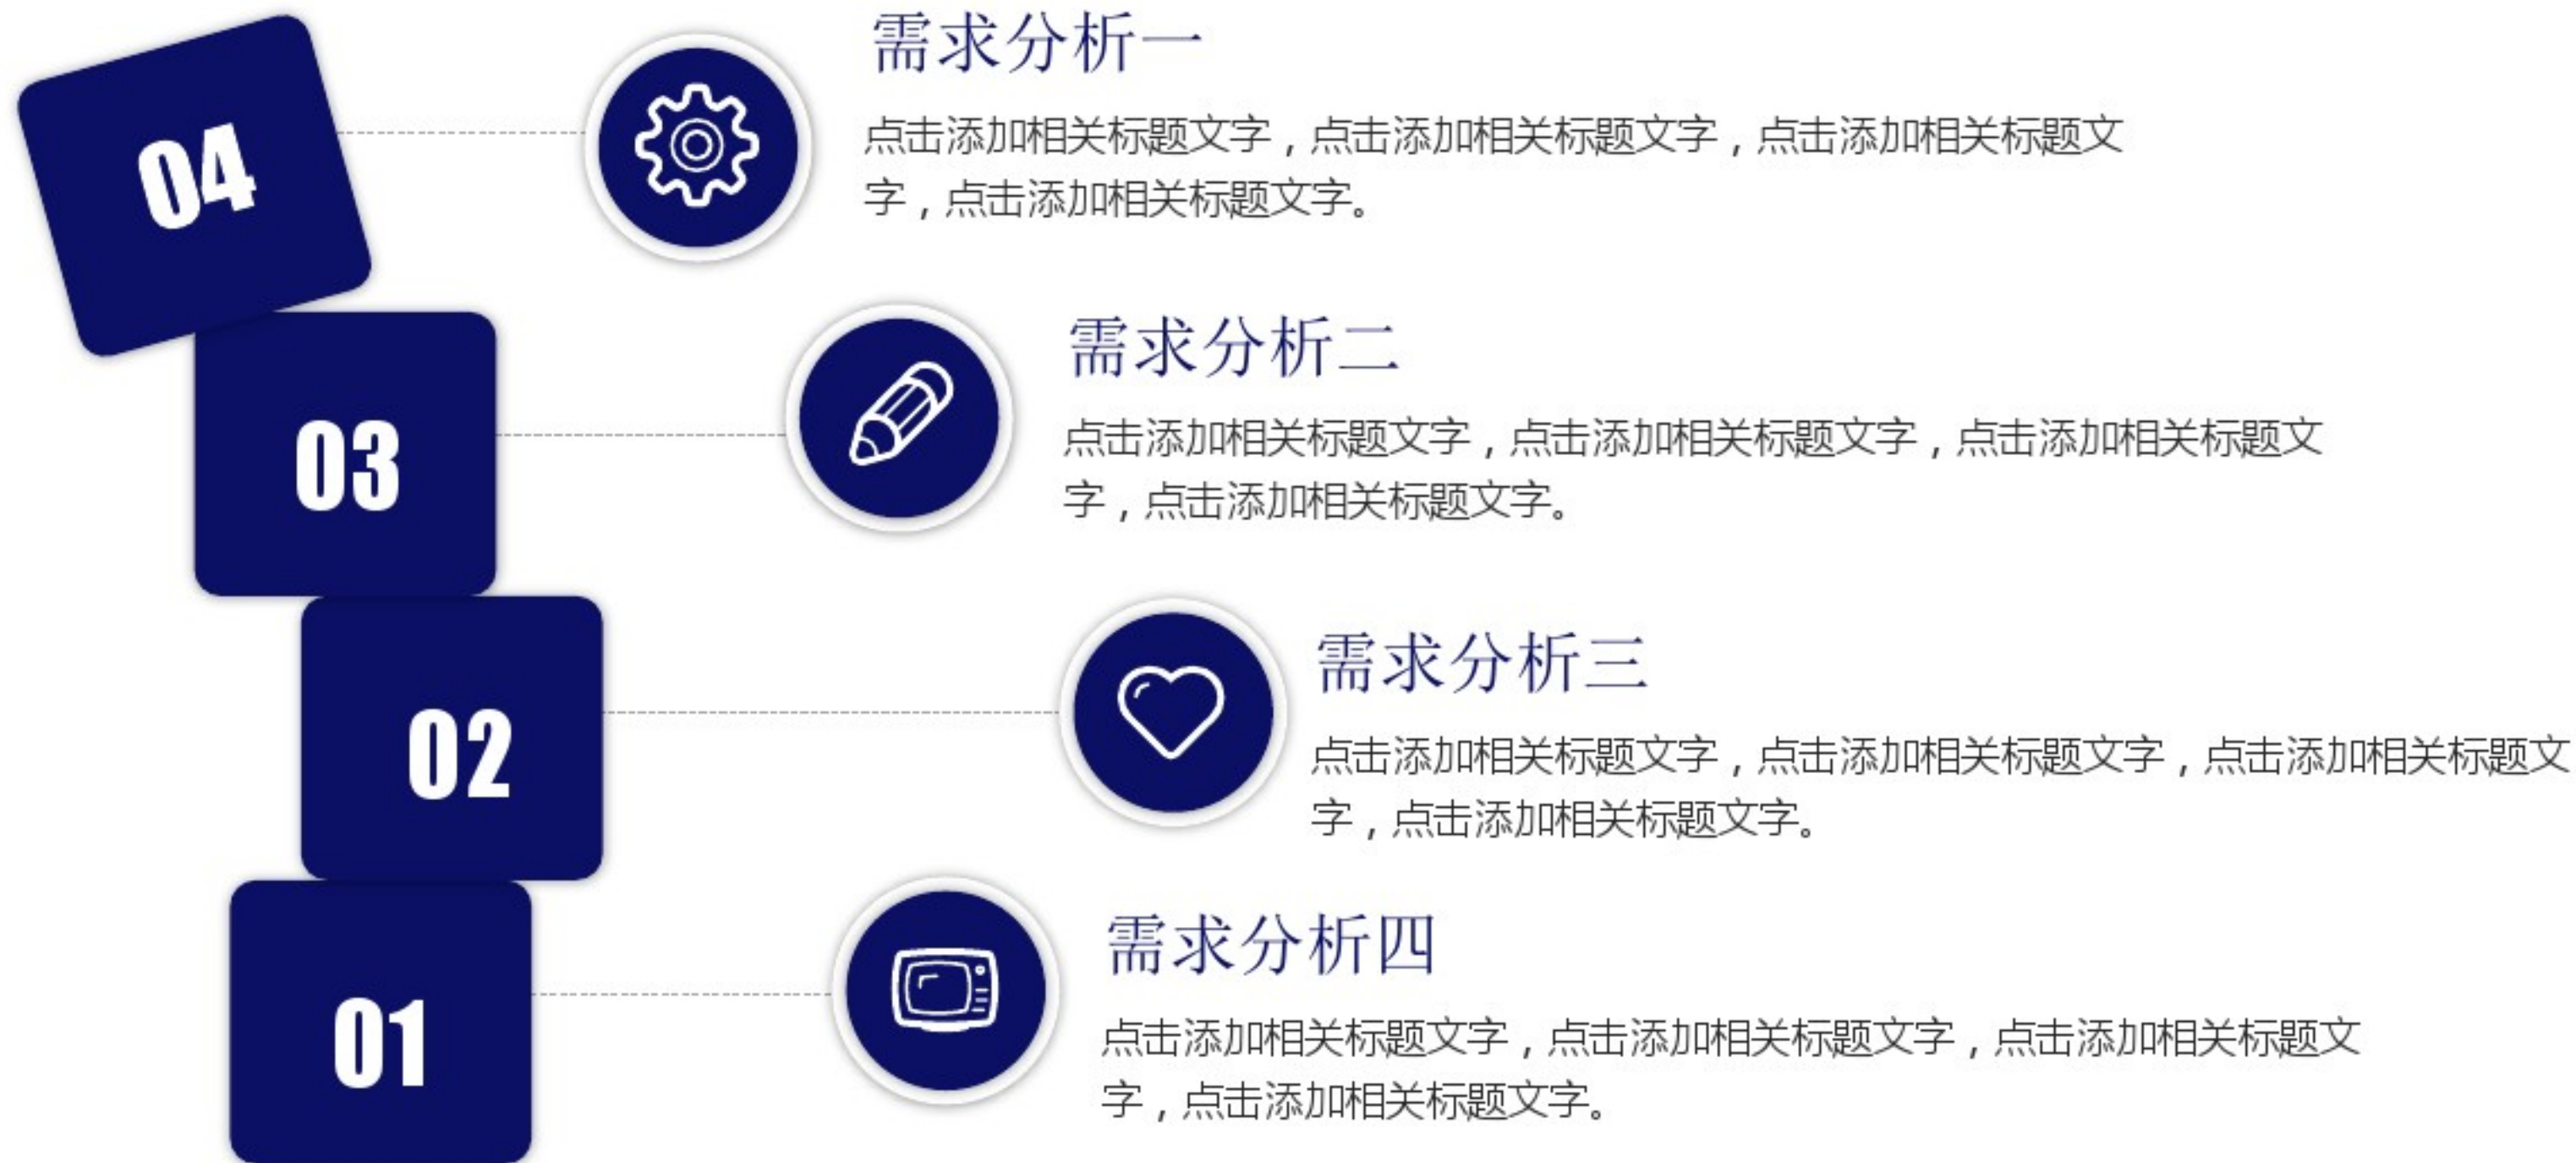 04
需求分析一
点击添加相关标题文字，点击添加相关标题文字，点击添加相关标题文
字，点击添加相关标题文字。
03
需求分析二
点击添加相关标题文字，点击添加相关标题文字，点击添加相关标题文
字，点击添加相关标题文字。
02
需求分析三
点击添加相关标题文字，点击添加相关标题文字，点击添加相关标题文
字，点击添加相关标题文字。
01
需求分析四
点击添加相关标题文字，点击添加相关标题文字，点击添加相关标题文
字，点击添加相关标题文字。